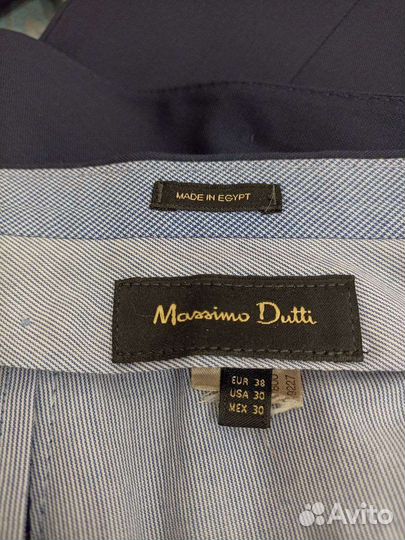 MADE IN EGYPT
Massimo Dutti
EUR 38
USA 30
MEX 30
Avito